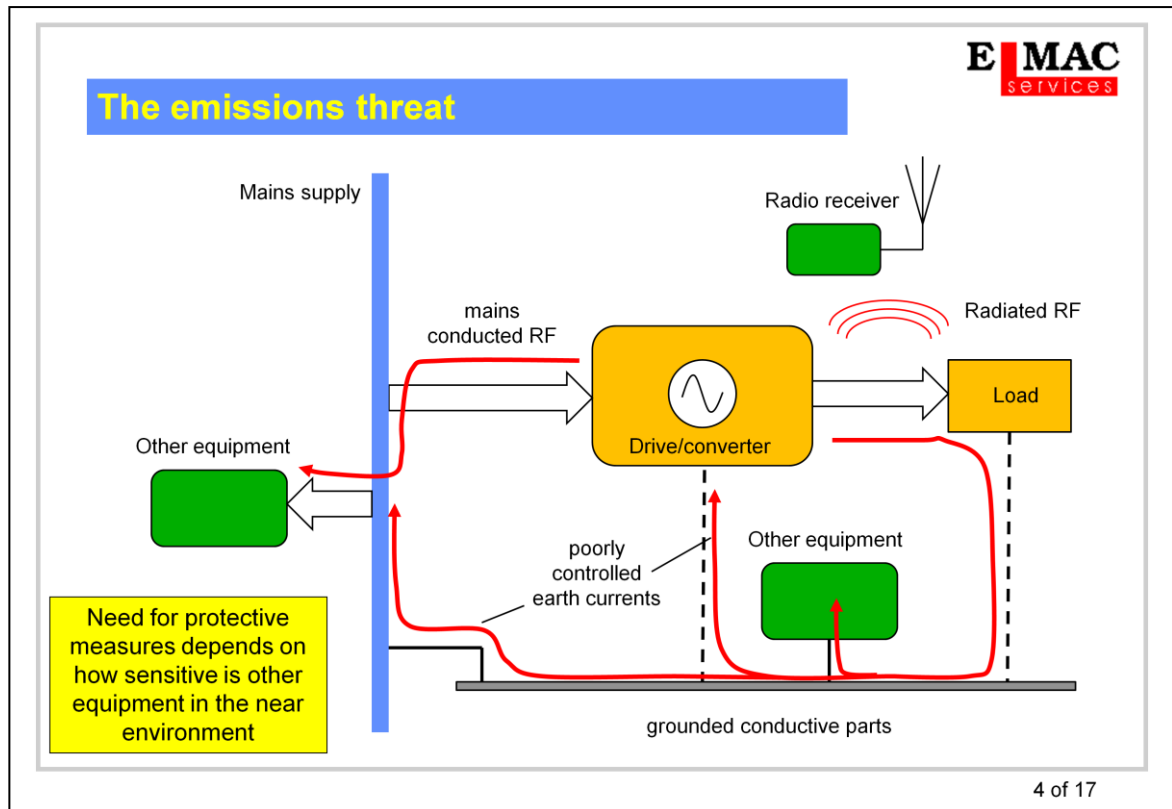 ELMAC
services
The emissions threat
Mains supply
Radio receiver
mains
conducted RF
Radiated RF
Load
Drive/converter
Other equipment
poorly
controlled
earth currents
Other equipment
Need for protective
measures depends on
how sensitive is other
equipment in the near
environment
grounded conductive parts
4 of 17